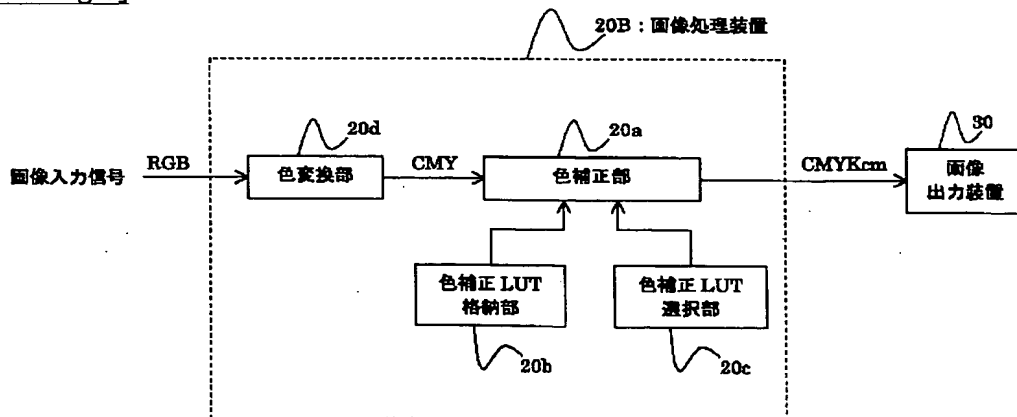 20B：画像処理装置
20d
20a
30
画像入力信号
RGB
色変換部
CMY
色補正部
CMYKcm
画像
出力装置
色補正 LUT
格納部
色補正 LUT
選択部
20b
20c